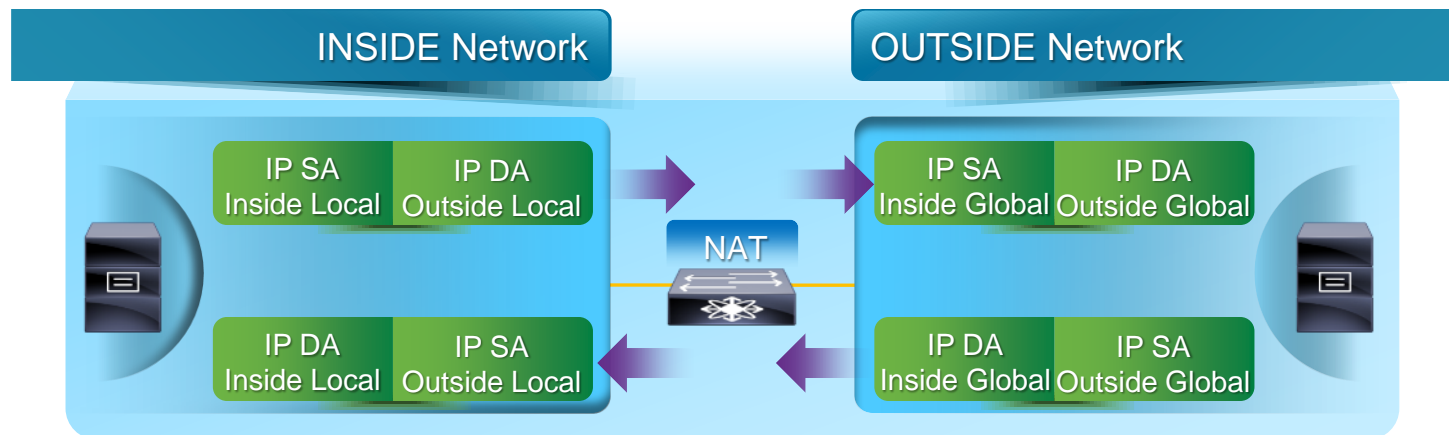 INSIDE Network
OUTSIDE Network
IP SA
Inside Local
IP DA
Outside Local
IP SA
Inside Global
IP DA
Outside Global
NAT
IP DA
Inside Local
IP SA
Outside Local
IP DA
Inside Global
IP SA
Outside Global